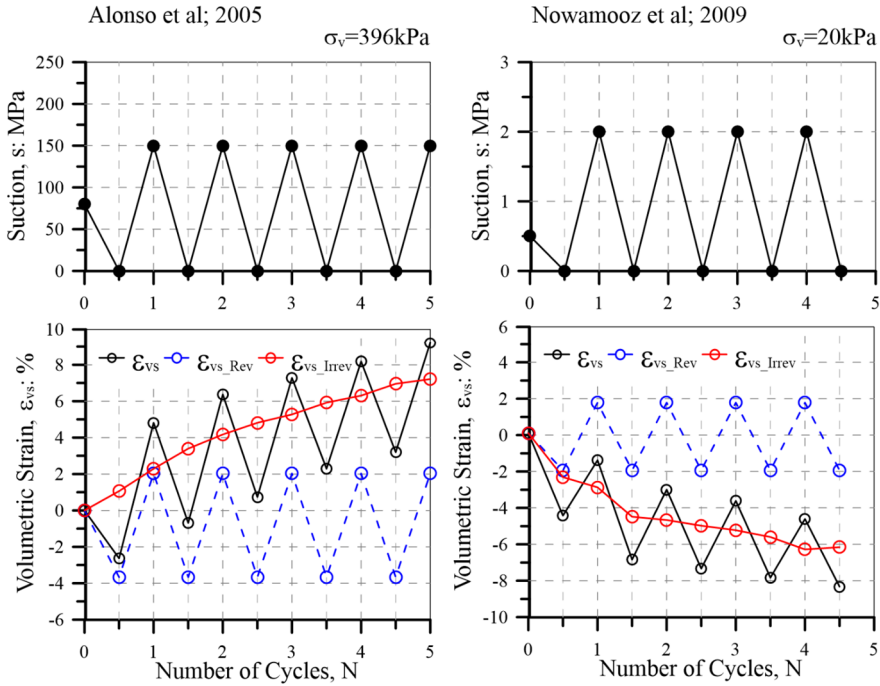 Alonso et al; 2005
σv=396kPa
Nowamooz et al; 2009
σv=20kPa
Suction, s: MPa
250
200
150
100
50
0
0 1 2 3 4 5
Suction, s: MPa
3
2
1
0
0 1 2 3 4 5
Volumetric Strain, εvs: %
10
8
6
4
2
0
-2
-4
-6
εvs εvs_Rev εvs_Irrev
0 1 2 3 4 5
Number of Cycles, N
Volumetric Strain, εvs: %
6
4
2
0
-2
-4
-6
-8
-10
εvs εvs_Rev εvs_Irrev
0 1 2 3 4 5
Number of Cycles, N